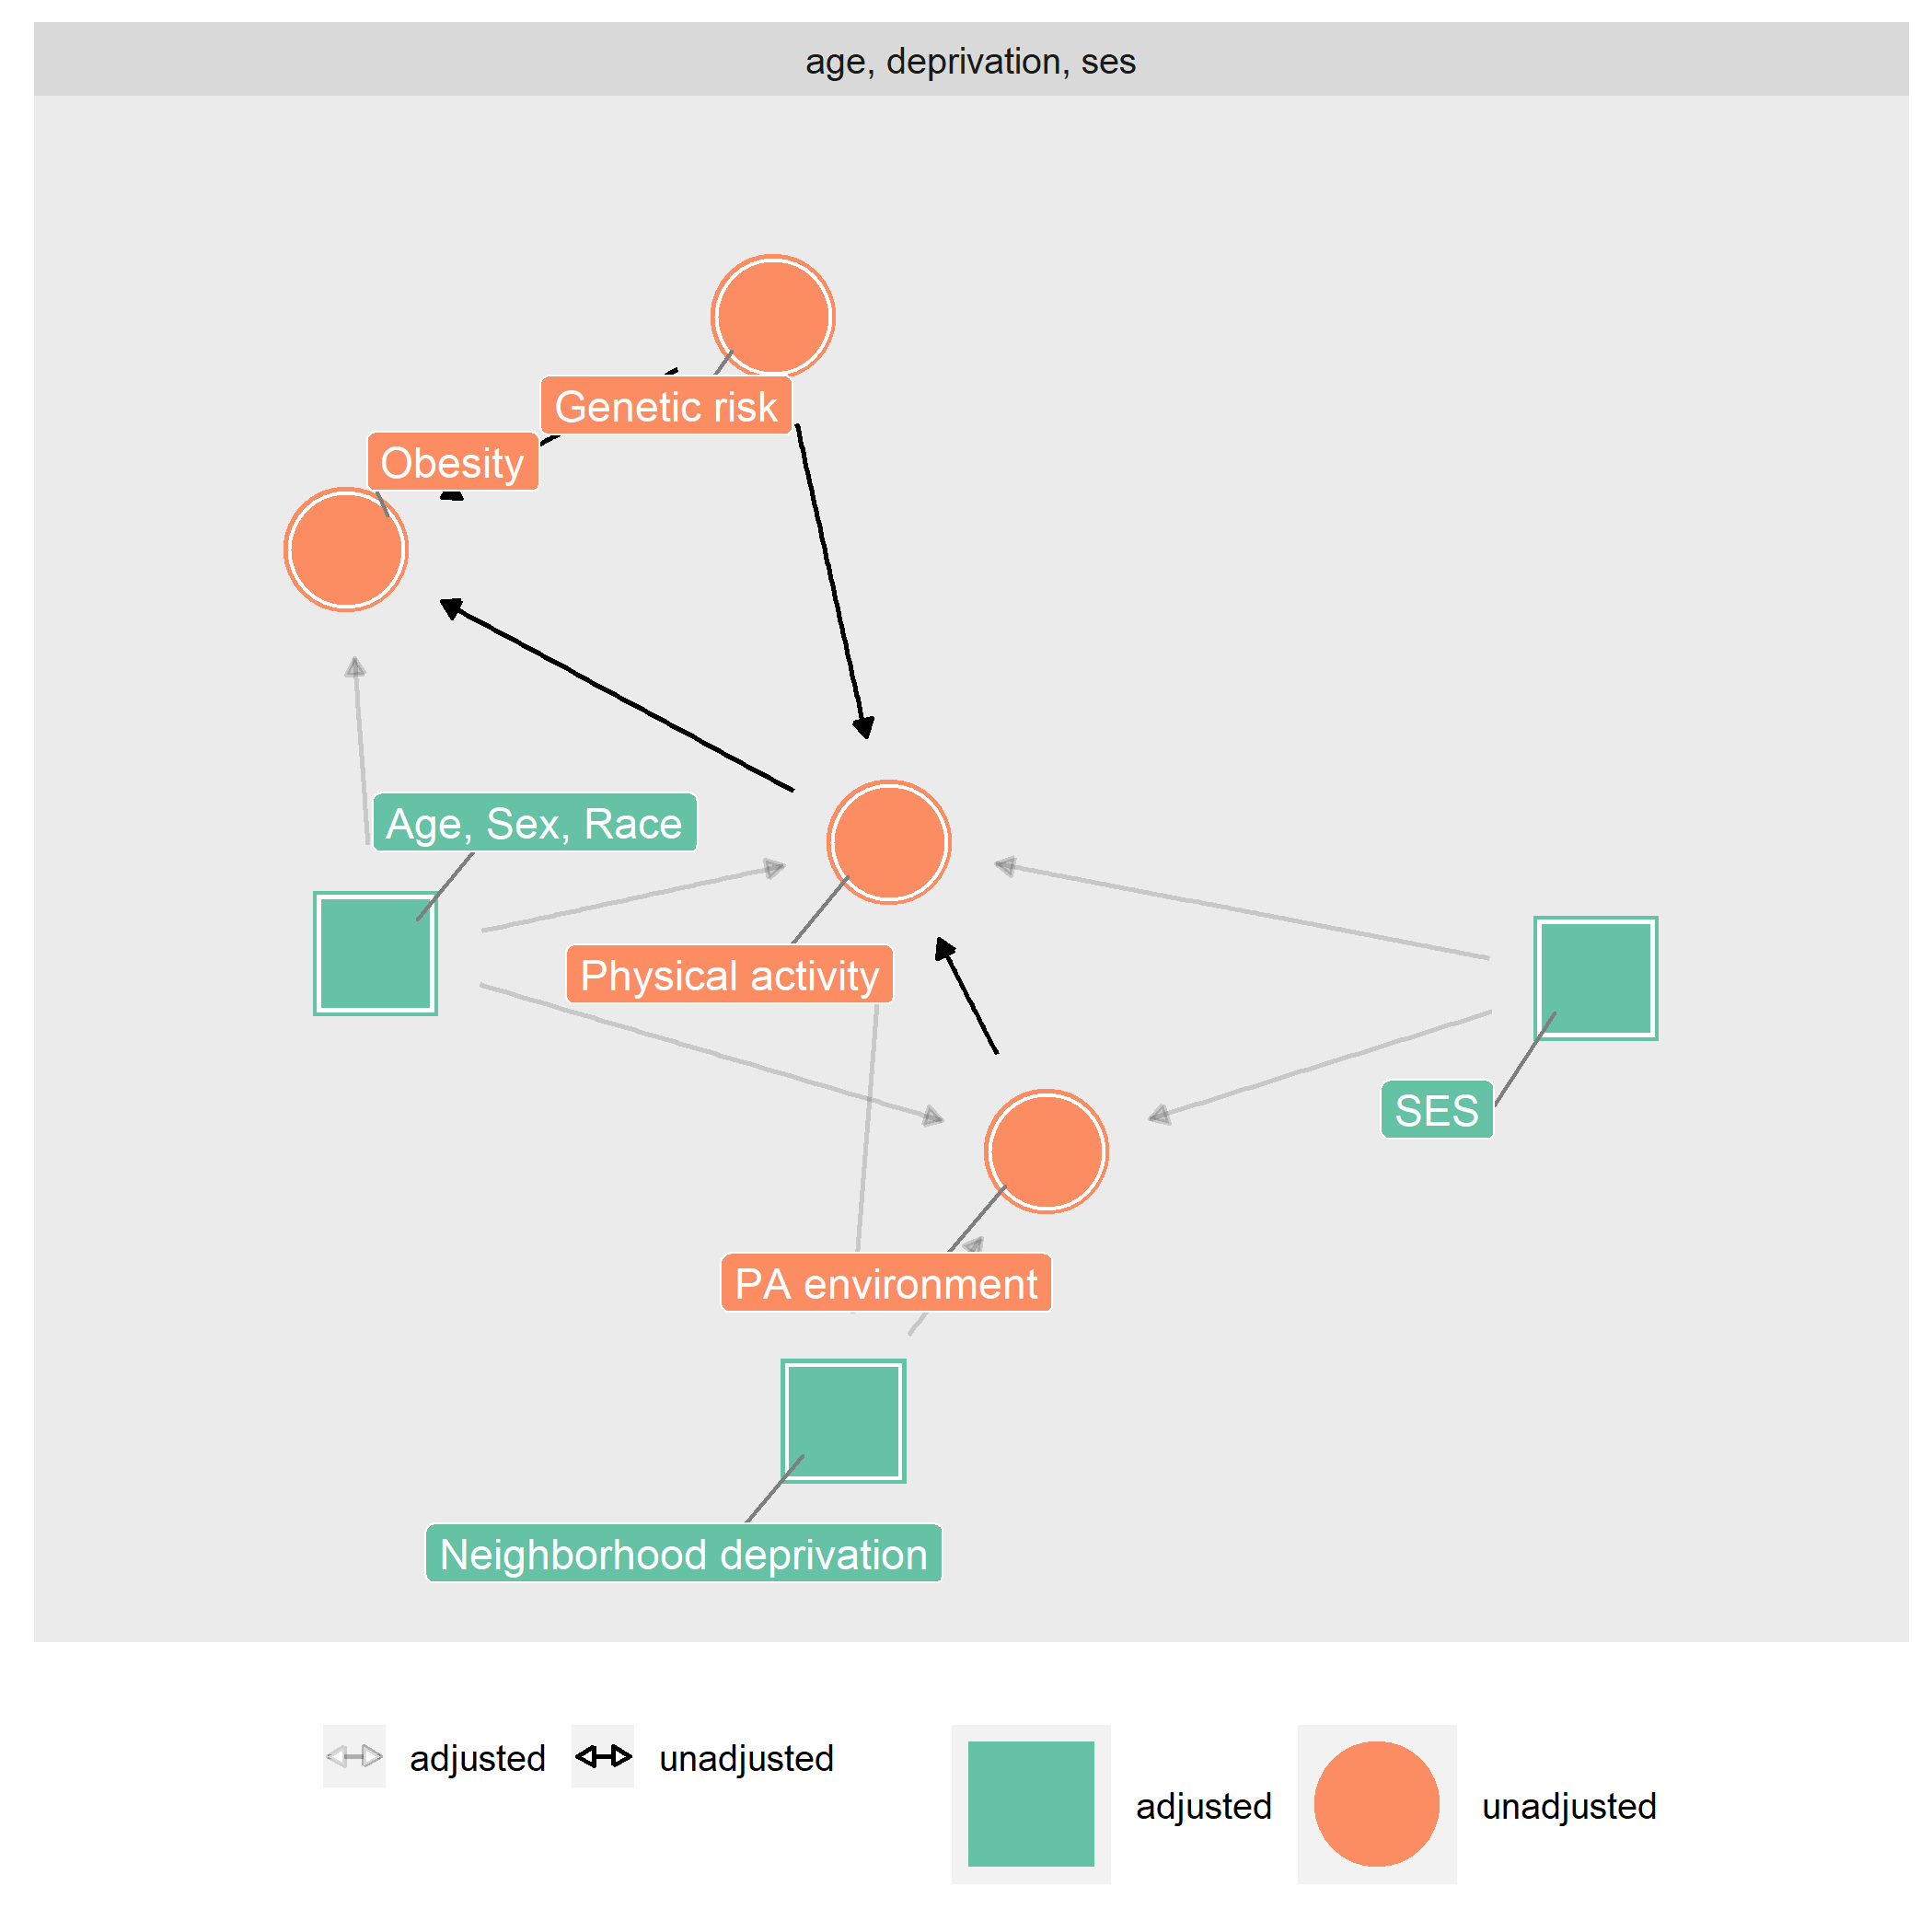 age, deprivation, ses
Genetic risk
Obesity
Age, Sex, Race
Physical activity
SES
PA environment
Neighborhood deprivation
adjusted
unadjusted
adjusted
unadjusted